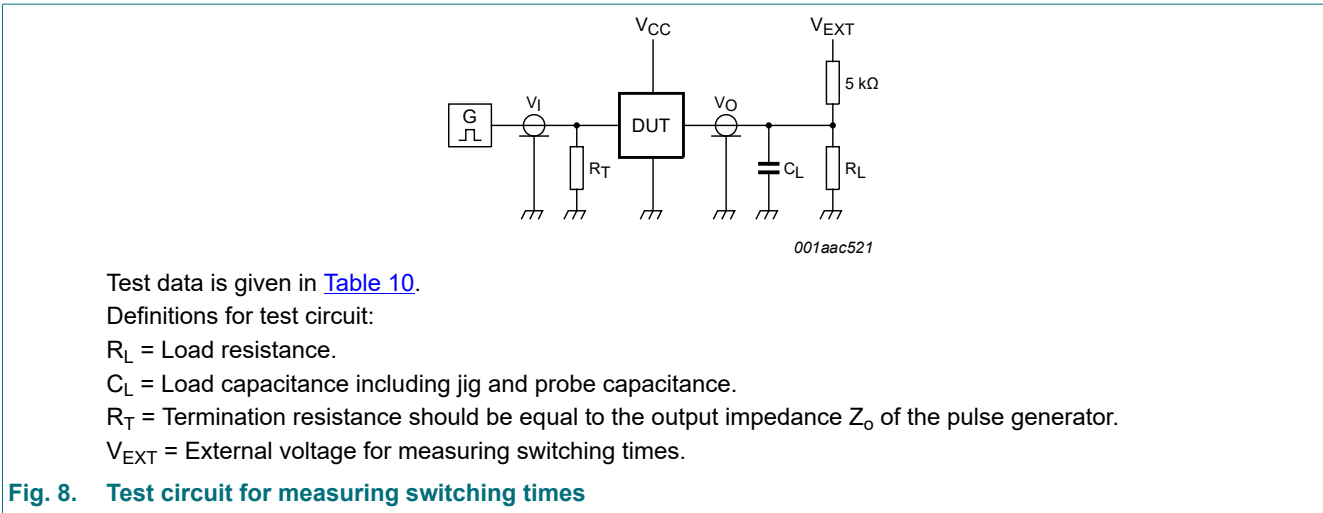 VCC
VEXT
5 kΩ
G
VI
DUT
VO
RT
CL
RL
001aac521
Test data is given in Table 10.
Definitions for test circuit:
RL = Load resistance.
CL = Load capacitance including jig and probe capacitance.
RT = Termination resistance should be equal to the output impedance Zo of the pulse generator.
VEXT = External voltage for measuring switching times.
Fig. 8. Test circuit for measuring switching times